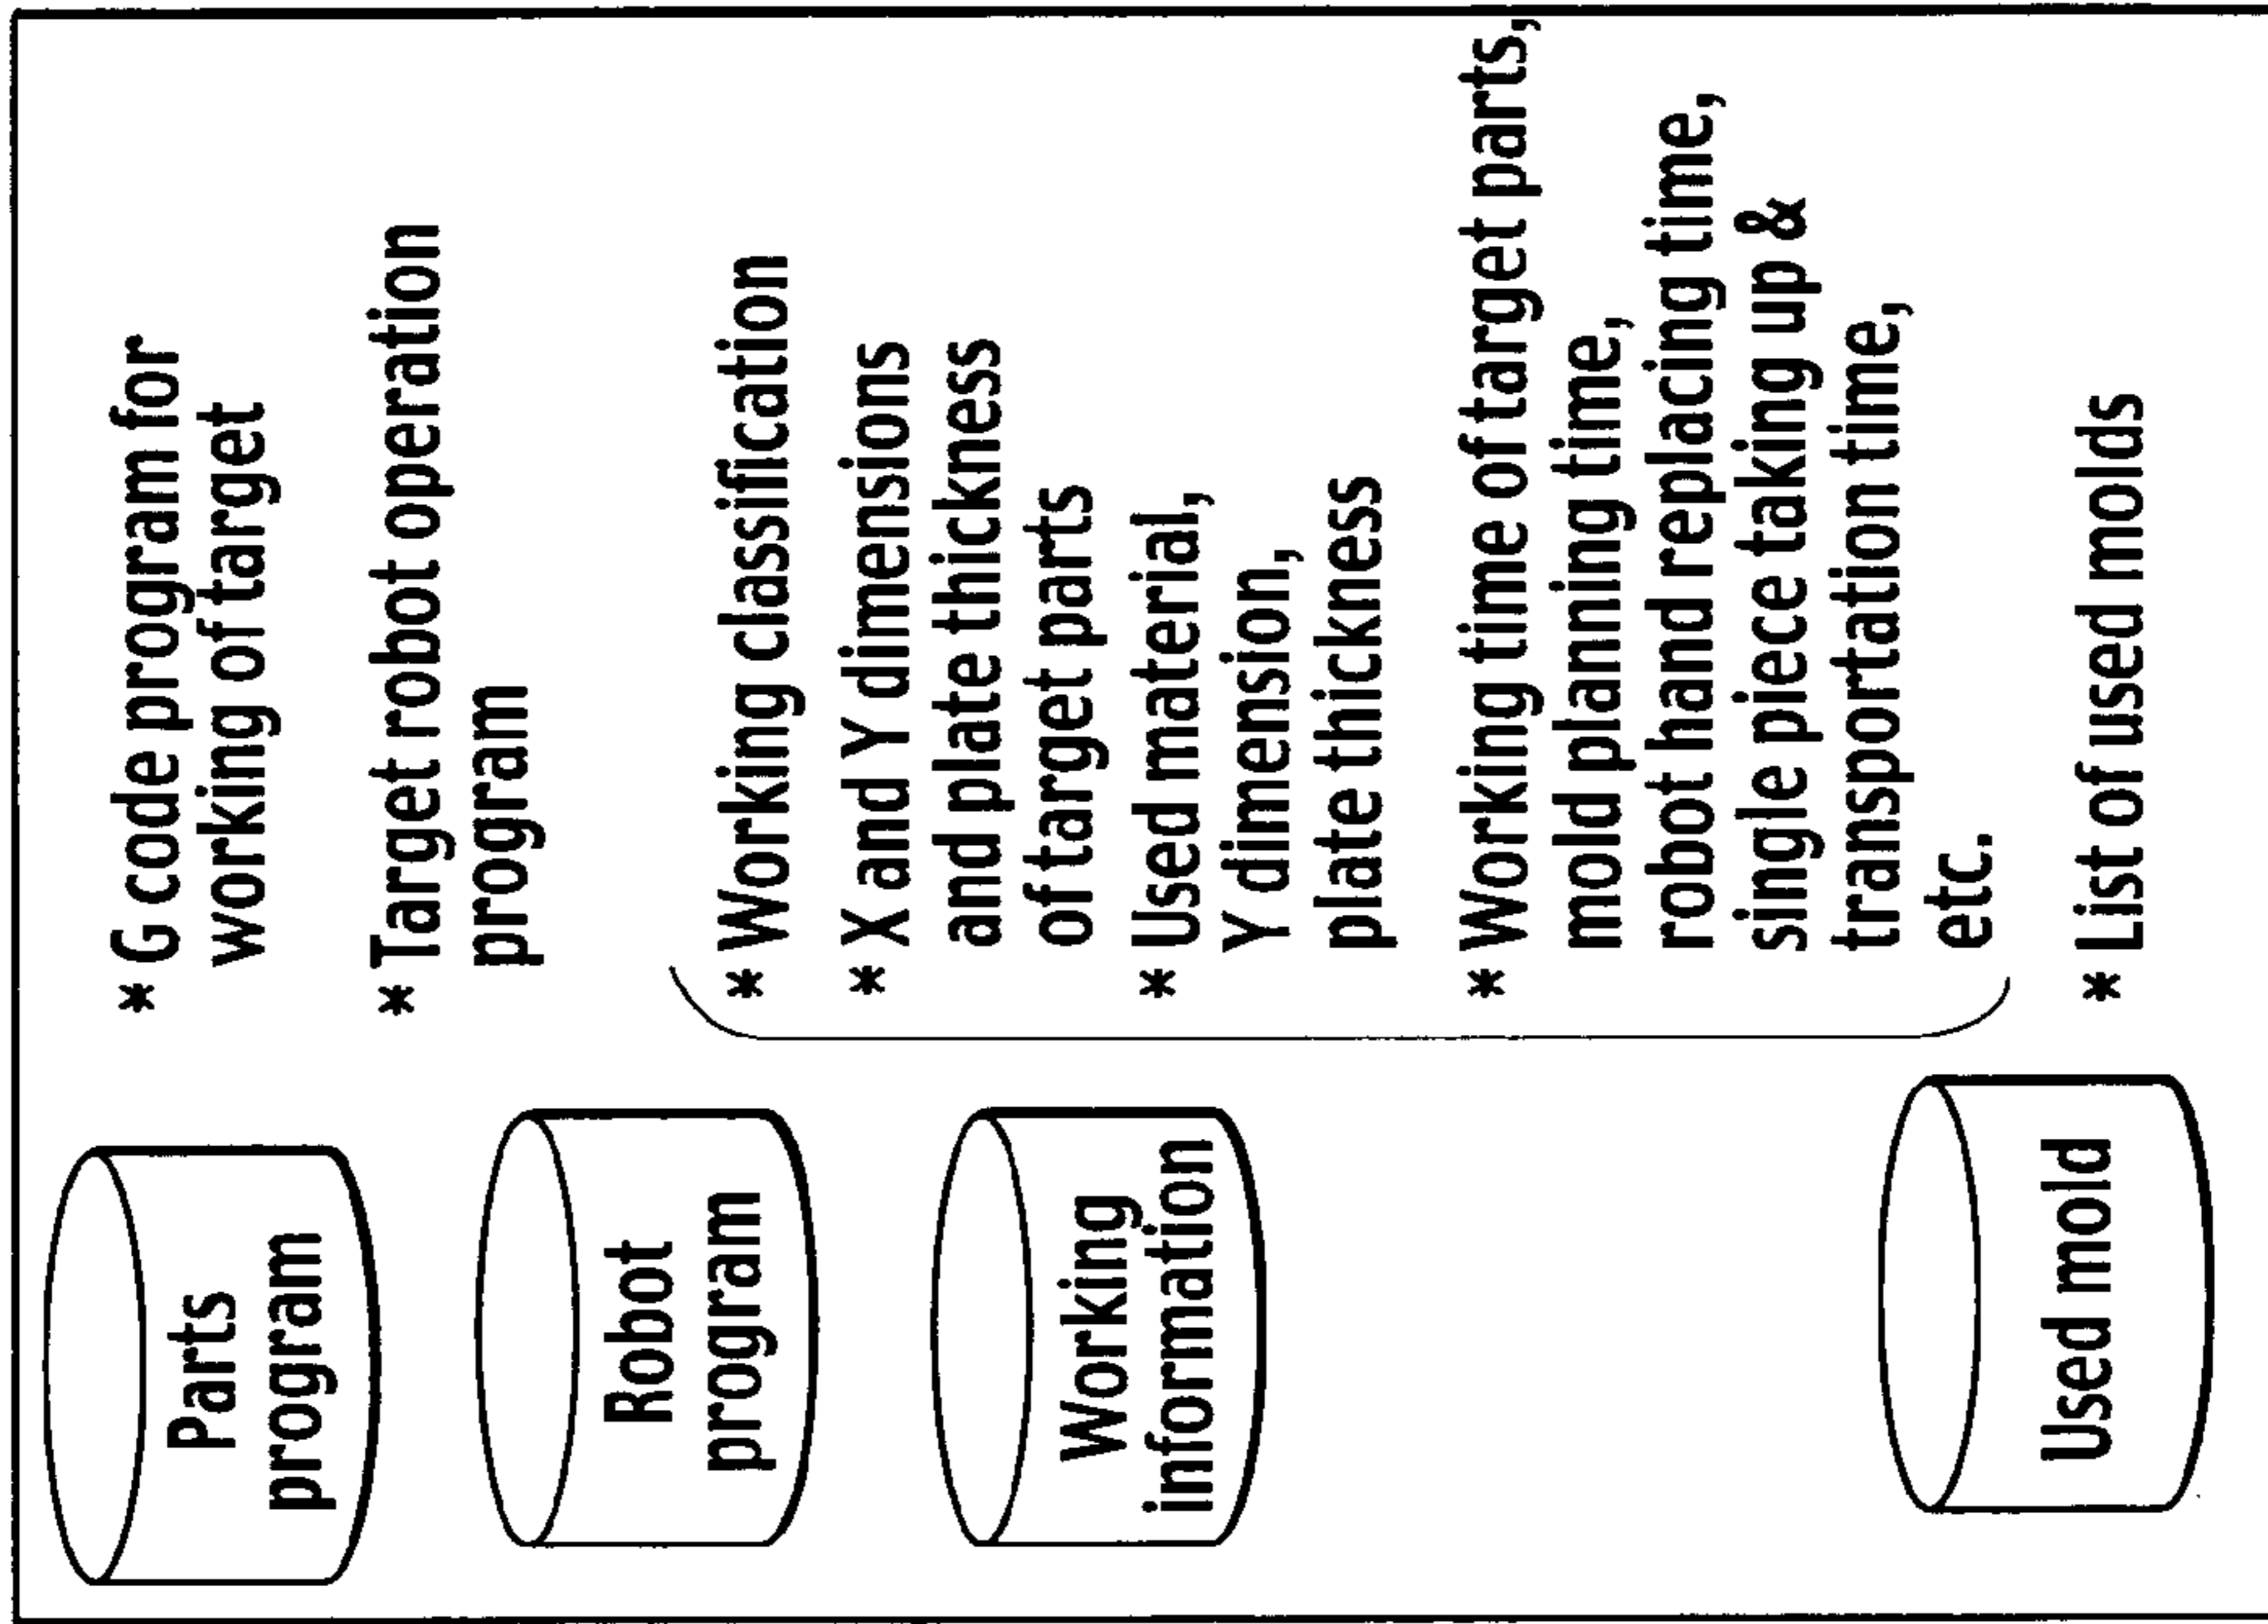 Parts
program
* G code program for
working of target
Robot
program
* Target robot operation
program
Working
information
* Working classification
* X and Y dimensions
and plate thickness
of target parts
* Used material,
Y dimension,
plate thickness
* Working time of target parts,
mold planning time,
robot hand replacing time,
single piece taking up &
transportation time,
etc.
Used mold
* List of used molds